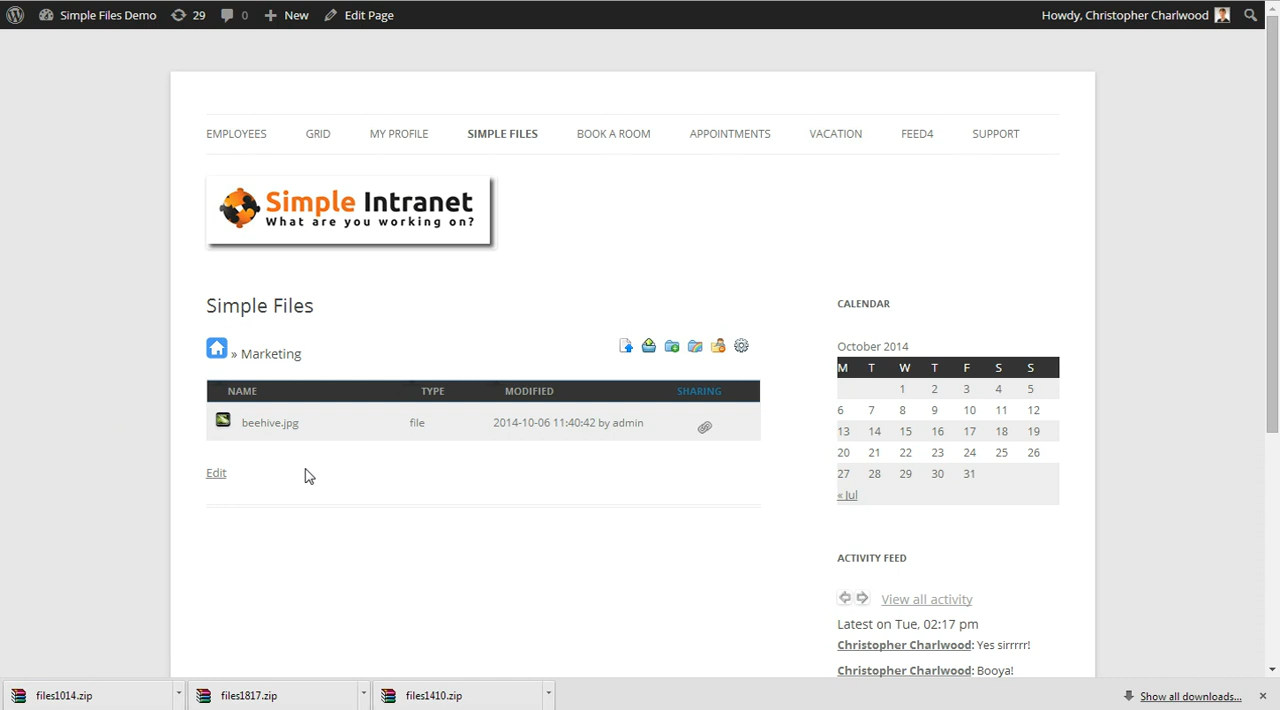 Simple Files Demo 29 0 New Edit Page Howdy, Christopher Charlwood
EMPLOYEES GRID MY PROFILE SIMPLE FILES BOOK A ROOM APPOINTMENTS VACATION FEED4 SUPPORT
Simple Intranet
What are you working on?
Simple Files
» Marketing
NAME TYPE MODIFIED SHARING
beehive.jpg file 2014-10-06 11:40:42 by admin
Edit
CALENDAR
October 2014
M T W T F S S
1 2 3 4 5
6 7 8 9 10 11 12
13 14 15 16 17 18 19
20 21 22 23 24 25 26
27 28 29 30 31
« Jul
ACTIVITY FEED
View all activity
Latest on Tue, 02:17 pm
Christopher Charlwood: Yes sirrrrr!
Christopher Charlwood: Booya!
files1014.zip files1817.zip files1410.zip Show all downloads...